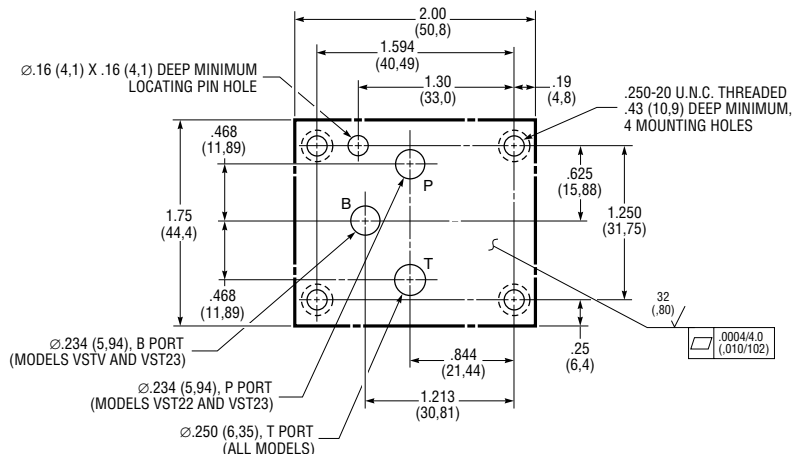 2.00
(50,8)
1.594
(40,49)
∅.16 (4,1) X .16 (4,1) DEEP MINIMUM
LOCATING PIN HOLE
1.30
(33,0)
.19
(4,8)
.250-20 U.N.C. THREADED
.43 (10,9) DEEP MINIMUM,
4 MOUNTING HOLES
.468
(11,89)
P
.625
(15,88)
B
1.75
(44,4)
1.250
(31,75)
T
.468
(11,89)
32
(,80)
.0004/4.0
(,010/102)
.25
(6,4)
∅.234 (5,94), B PORT
(MODELS VSTV AND VST23)
.844
(21,44)
∅.234 (5,94), P PORT
(MODELS VST22 AND VST23)
1.213
(30,81)
∅.250 (6,35), T PORT
(ALL MODELS)